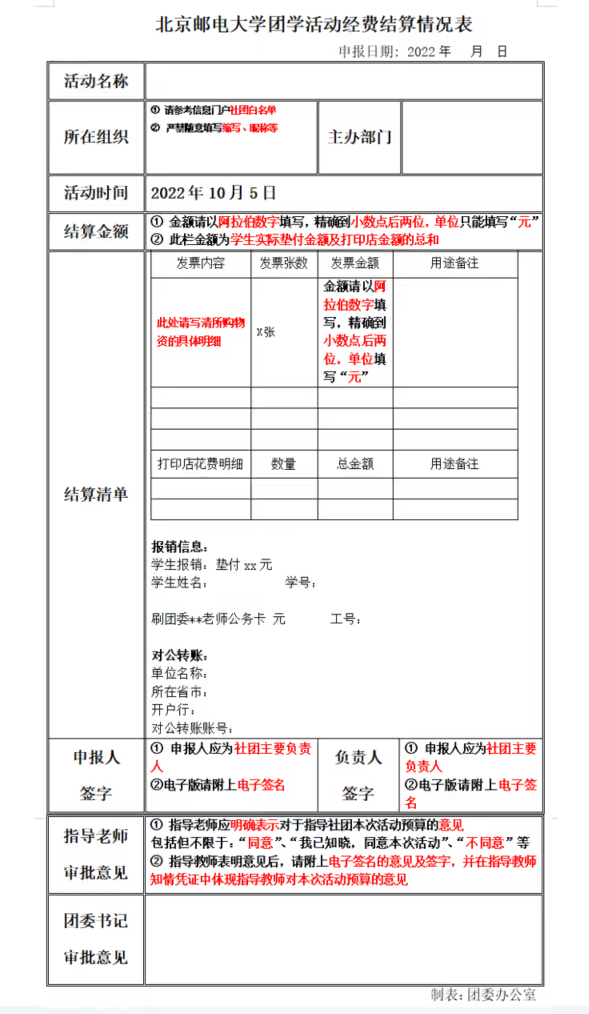 北京邮电大学团学活动经费结算情况表
申报日期: 2022 年 月 日
活动名称
所在组织
① 请参考信息门户社团白名单
② 严禁随意填写缩写、昵称等
主办部门
活动时间
2022 年 10 月 5 日
结算金额
① 金额请以阿拉伯数字填写，精确到小数点后两位，单位只能填写“元”
② 此栏金额为学生实际垫付金额及打印店金额的总和
结算清单
发票内容 发票张数 发票金额 用途备注
此处请写清所购物
资的具体明细
X张
金额请以阿
拉伯数字填
写，精确到
小数点后两
位，单位填
写“元”
打印店花费明细 数量 总金额 用途备注
报销信息：
学生报销：垫付 xx 元
学生姓名： 学号：
刷团委**老师公务卡 元 工号：
对公转账：
单位名称：
所在省市：
开户行：
对公转账账号：
申报人
签字
① 申报人应为社团主要负责
人
②电子版请附上电子签名
负责人
签字
① 申报人应为社团主要
负责人
②电子版请附上电子签
名
指导老师
审批意见
① 指导老师应明确表示对于指导社团本次活动预算的意见
包括但不限于：“同意”、“我已知晓，同意本次活动”、“不同意”等
② 指导教师表明意见后，请附上电子签名的意见及签字，并在指导教师
知情凭证中体现指导教师对本次活动预算的意见
团委书记
审批意见
制表：团委办公室